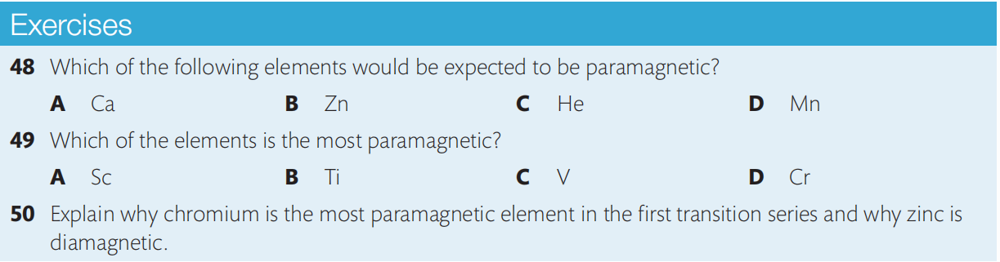 Exercises
48 Which of the following elements would be expected to be paramagnetic?
A Ca B Zn C He D Mn
49 Which of the elements is the most paramagnetic?
A Sc B Ti C V D Cr
50 Explain why chromium is the most paramagnetic element in the first transition series and why zinc is
diamagnetic.